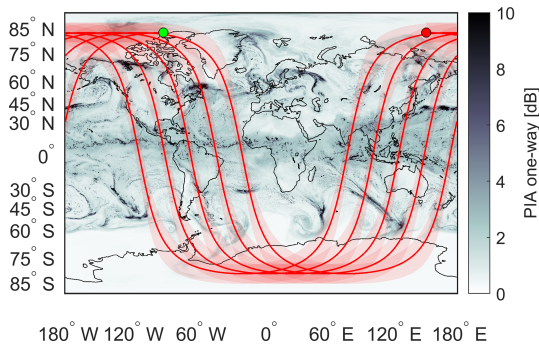 85° N
75° N
60° N
45° N
30° N
0°
30° S
45° S
60° S
75° S
85° S
180° W 120° W 60° W 0° 60° E 120° E 180° E
10
8
6
4
2
0
PIA one-way [dB]